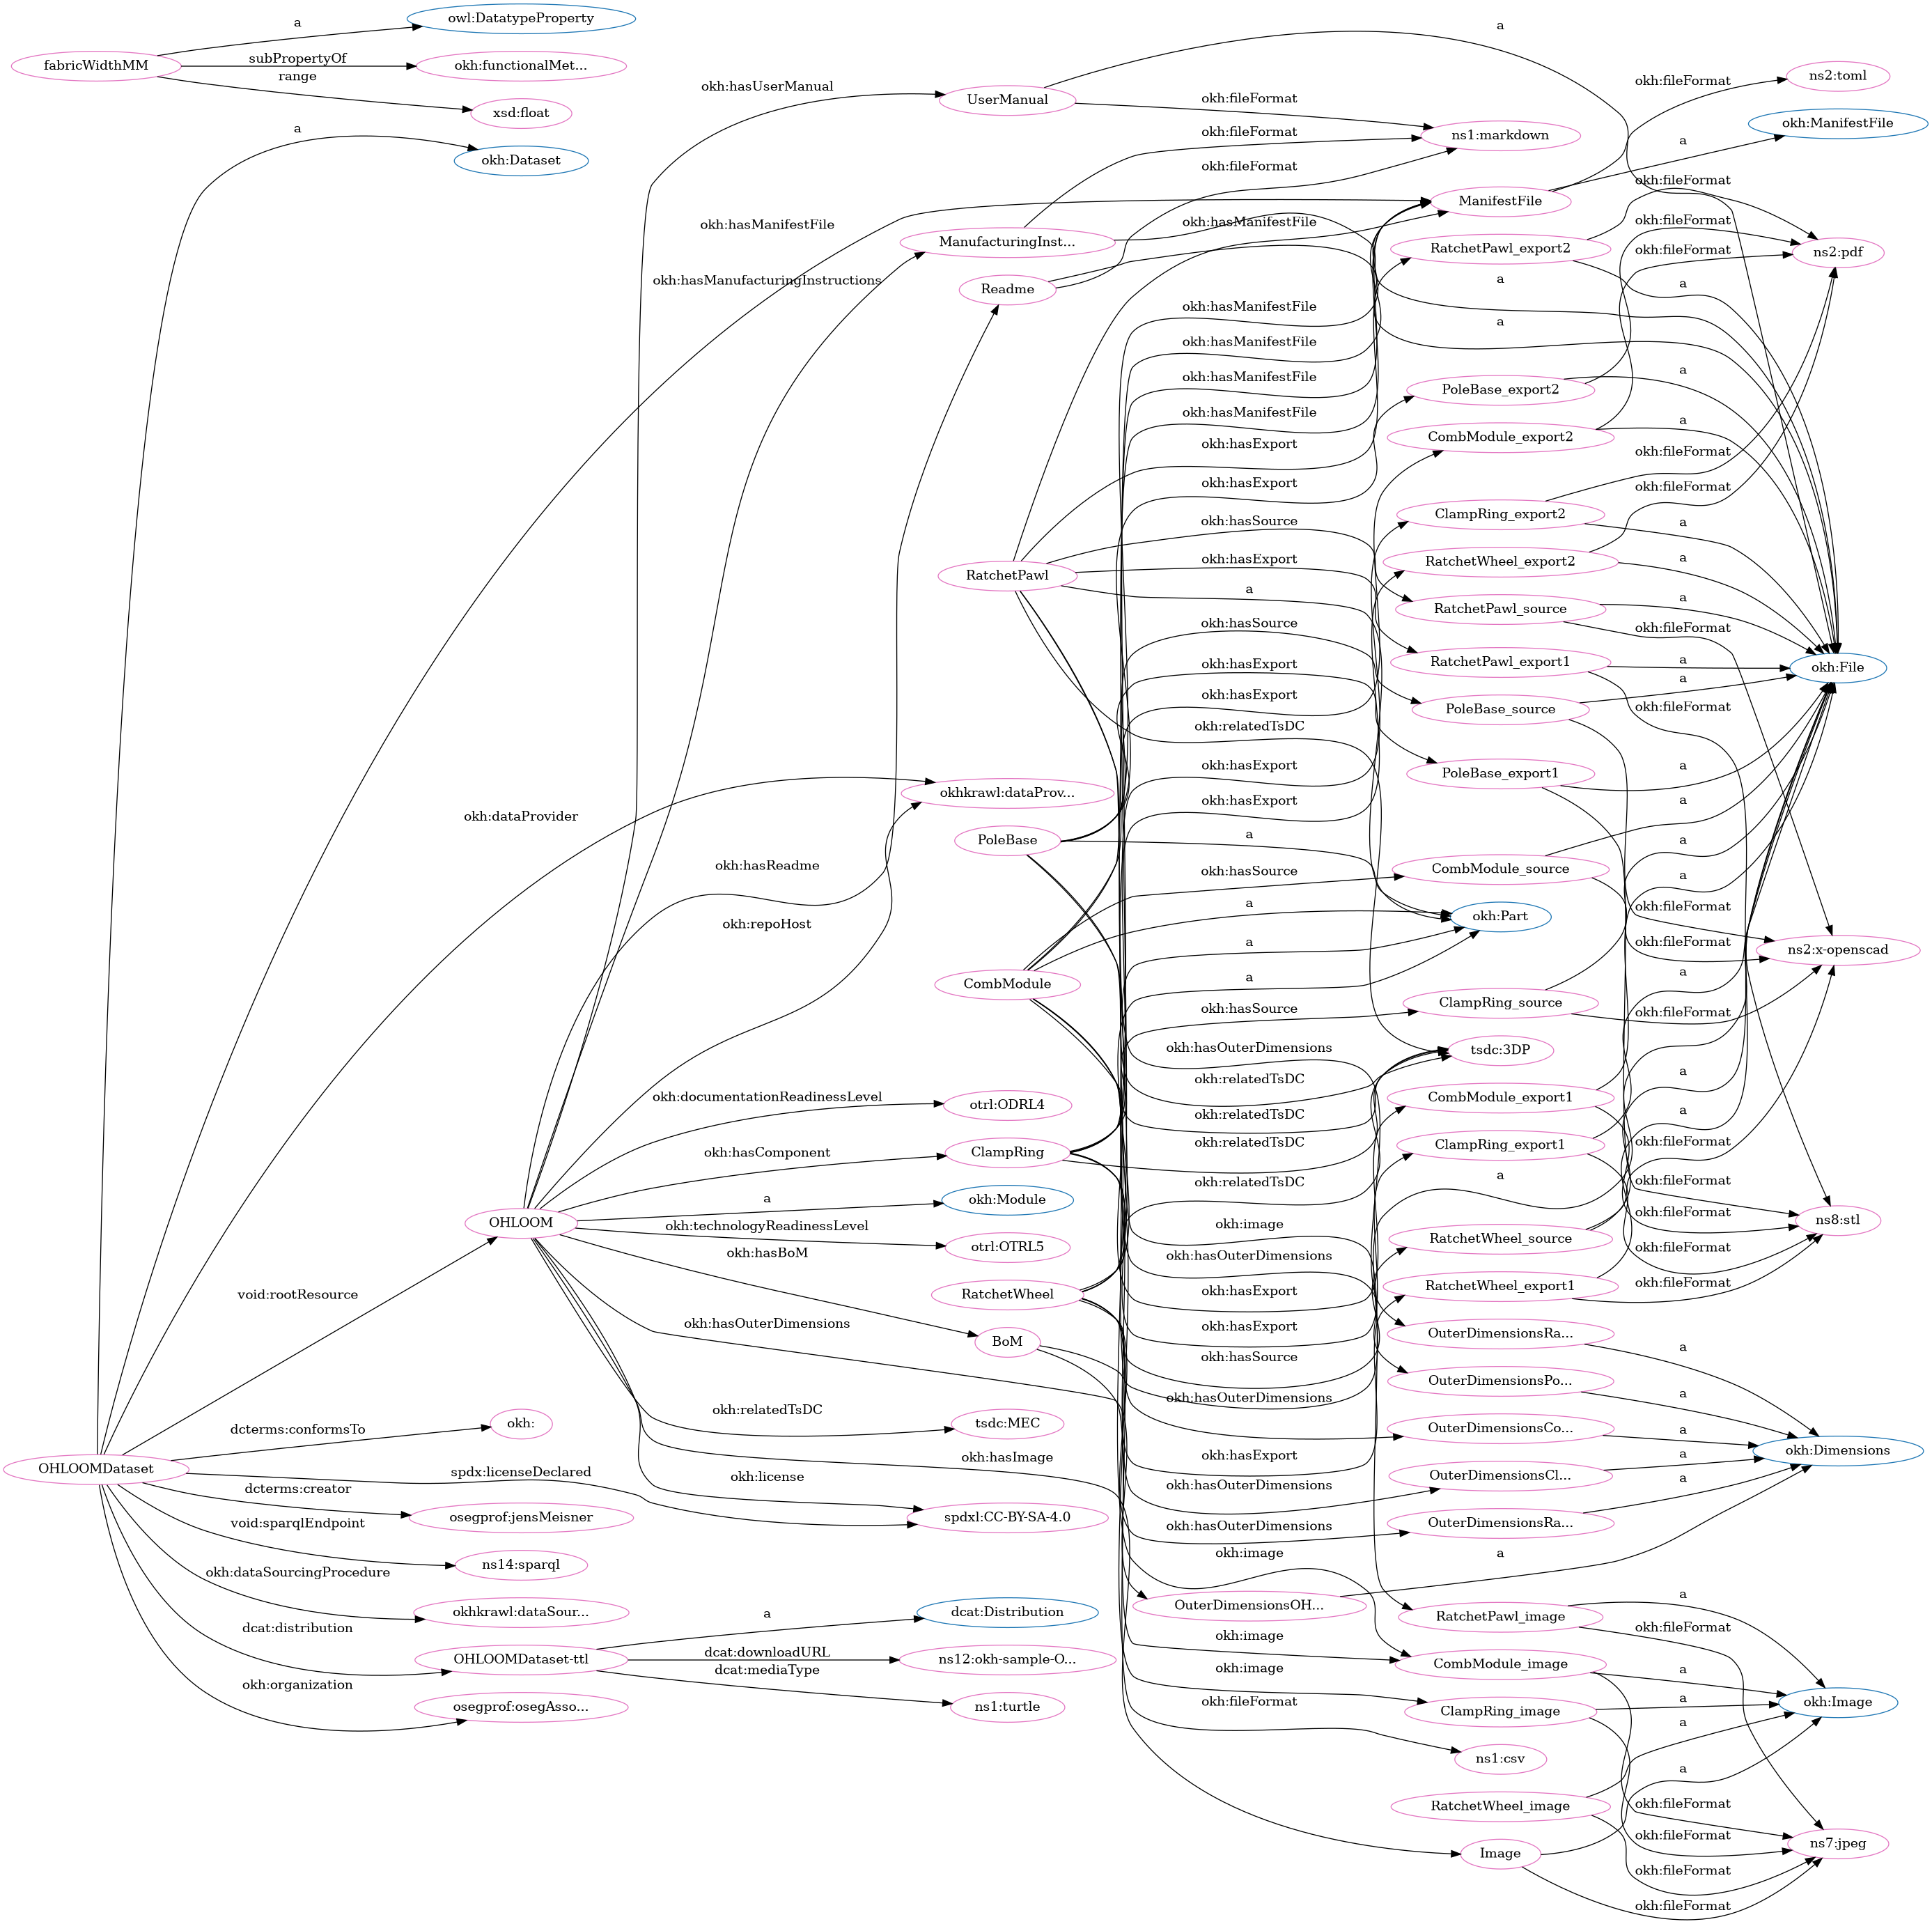 a
owl:DatatypeProperty
fabricWidthMM
subPropertyOf
okh:functionalMet...
range
xsd:float
a
okh:Dataset
okh:hasManifestFile
okh:dataProvider
void:rootResource
OHLOOMDataset
dcterms:conformsTo
okh:
spdx:licenseDeclared
dcterms:creator
osegprof:jensMeisner
void:sparqlEndpoint
ns14:sparql
okh:dataSourcingProcedure
okhkrawl:dataSour...
dcat:distribution
OHLOOMDataset-ttl
okh:organization
osegprof:osegAsso...
okh:hasUserManual
okh:hasManufacturingInstructions
okh:hasReadme
okh:repoHost
okh:documentationReadinessLevel
okh:hasComponent
a
OHLOOM
okh:technologyReadinessLevel
okh:hasBoM
okh:hasOuterDimensions
okh:relatedTsDC
okh:hasImage
okh:license
a
dcat:downloadURL
dcat:mediaType
UserManual
ManufacturingInst...
Readme
RatchetPawl
okhkrawl:dataProv...
PoleBase
CombModule
otrl:ODRL4
ClampRing
okh:Module
otrl:OTRL5
RatchetWheel
BoM
tsdc:MEC
spdxl:CC-BY-SA-4.0
dcat:Distribution
ns12:okh-sample-O...
ns1:turtle
okh:fileFormat
okh:fileFormat
okh:fileFormat
okh:hasManifestFile
okh:hasManifestFile
okh:hasManifestFile
okh:hasManifestFile
okh:hasManifestFile
okh:hasExport
okh:hasExport
okh:hasSource
okh:hasExport
a
okh:hasSource
okh:hasExport
okh:hasExport
okh:relatedTsDC
okh:hasExport
okh:hasExport
a
okh:hasSource
a
a
a
okh:hasSource
okh:hasOuterDimensions
okh:relatedTsDC
okh:relatedTsDC
okh:relatedTsDC
okh:relatedTsDC
okh:image
okh:hasOuterDimensions
okh:hasExport
okh:hasExport
okh:hasSource
okh:hasOuterDimensions
okh:hasExport
okh:hasOuterDimensions
okh:hasOuterDimensions
okh:image
OuterDimensionsOH...
okh:image
okh:image
okh:fileFormat
a
ns1:markdown
ManifestFile
RatchetPawl_export2
a
a
PoleBase_export2
CombModule_export2
ClampRing_export2
RatchetWheel_export2
RatchetPawl_source
RatchetPawl_export1
PoleBase_source
PoleBase_export1
CombModule_source
okh:Part
ClampRing_source
tsdc:3DP
CombModule_export1
ClampRing_export1
a
RatchetWheel_source
RatchetWheel_export1
OuterDimensionsRa...
OuterDimensionsPo...
OuterDimensionsCo...
OuterDimensionsCl...
OuterDimensionsRa...
a
RatchetPawl_image
CombModule_image
ClampRing_image
ns1:csv
RatchetWheel_image
Image
okh:fileFormat
a
okh:fileFormat
okh:fileFormat
okh:fileFormat
a
a
a
okh:fileFormat
okh:fileFormat
a
a
a
okh:fileFormat
a
a
okh:fileFormat
a
a
a
a
okh:fileFormat
okh:fileFormat
a
okh:fileFormat
a
a
okh:fileFormat
okh:fileFormat
okh:fileFormat
okh:fileFormat
okh:fileFormat
a
a
a
a
a
okh:fileFormat
a
a
a
a
okh:fileFormat
okh:fileFormat
okh:fileFormat
okh:fileFormat
ns2:toml
okh:ManifestFile
ns2:pdf
okh:File
ns2:x-openscad
ns8:stl
okh:Dimensions
okh:Image
ns7:jpeg